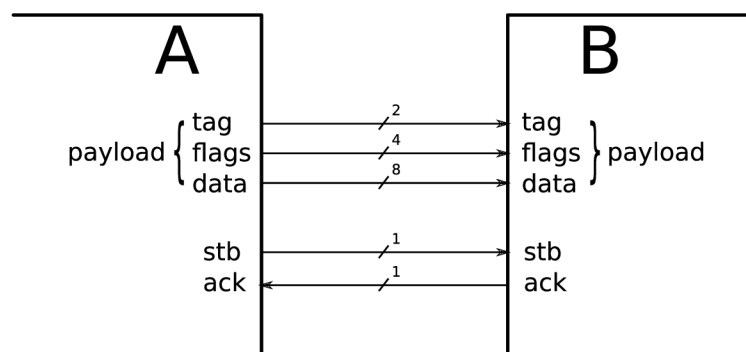 A B
tag 2 tag
payload flags 4 flags payload
data 8 data
stb 1 stb
ack 1 ack